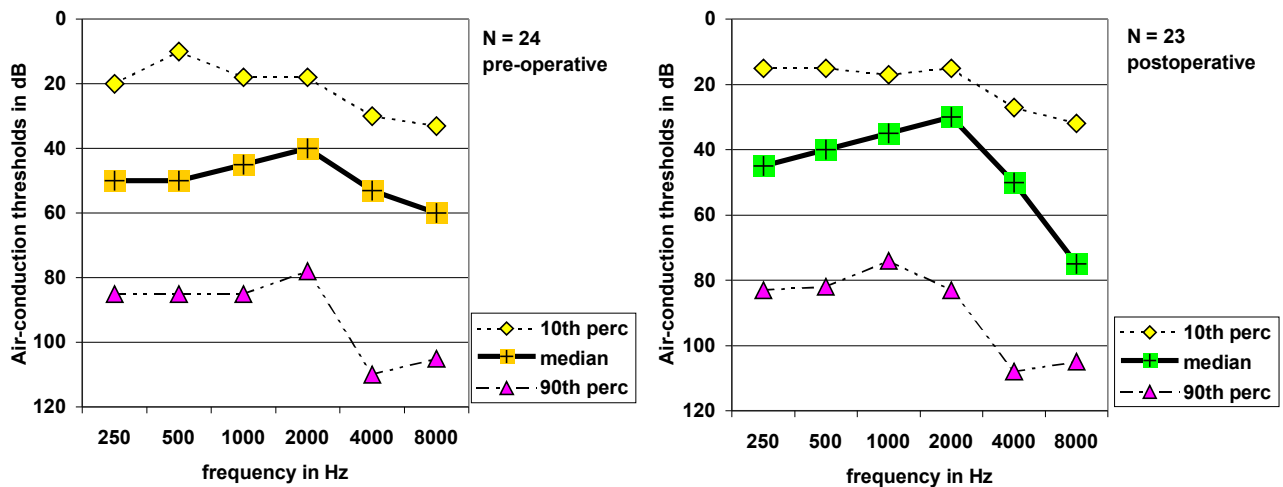 Air-conduction thresholds in dB
0
20
40
60
80
100
120
250 500 1000 2000 4000 8000
frequency in Hz
N = 24
pre-operative
10th perc
median
90th perc
Air-conduction thresholds in dB
0
20
40
60
80
100
120
250 500 1000 2000 4000 8000
frequency in Hz
N = 23
postoperative
10th perc
median
90th perc